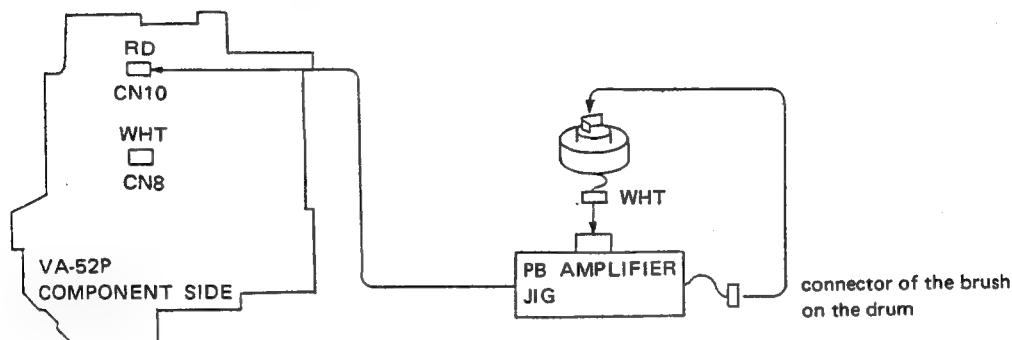 RD
CN10
WHT
CN8
VA-52P
COMPONENT SIDE
WHT
PB AMPLIFIER
JIG
connector of the brush
on the drum